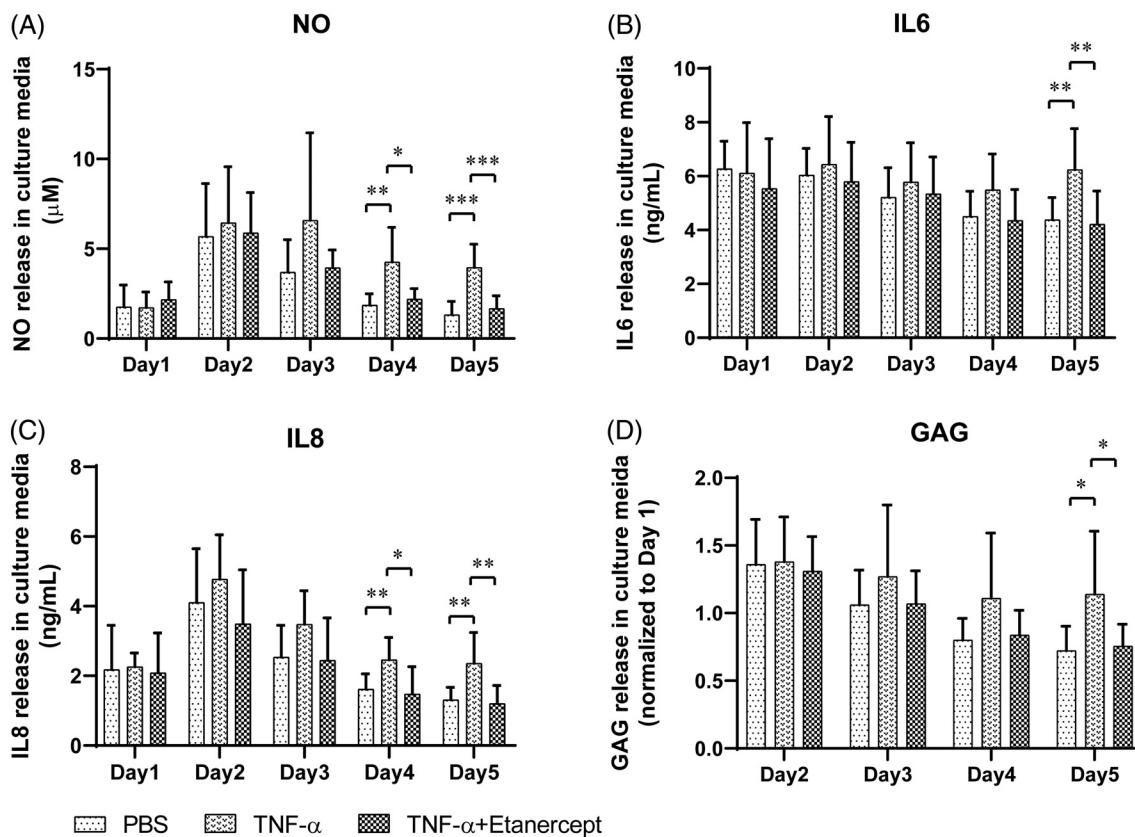 (A)
NO
NO release in culture media
(μM)
15
10
5
0
*
***
**
***
Day1 Day2 Day3 Day4 Day5
(B)
IL6
IL6 release in culture media
(ng/mL)
10
8
6
4
2
0
**
**
Day1 Day2 Day3 Day4 Day5
(C)
IL8
IL8 release in culture media
(ng/mL)
8
6
4
2
0
*
**
**
**
Day1 Day2 Day3 Day4 Day5
(D)
GAG
GAG release in culture meida
(normalized to Day 1)
2.0
1.5
1.0
0.5
0.0
*
*
Day2 Day3 Day4 Day5
PBS TNF-α TNF-α+Etanercept